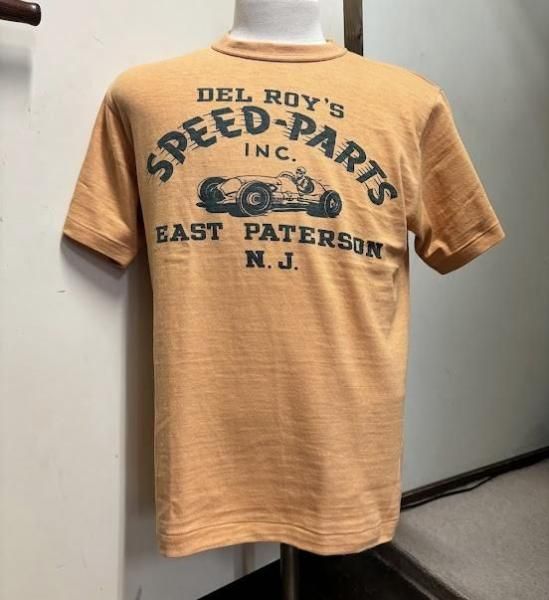 DEL ROY'S
SPEED-PARTS
INC.
EAST PATERSON
N. J.